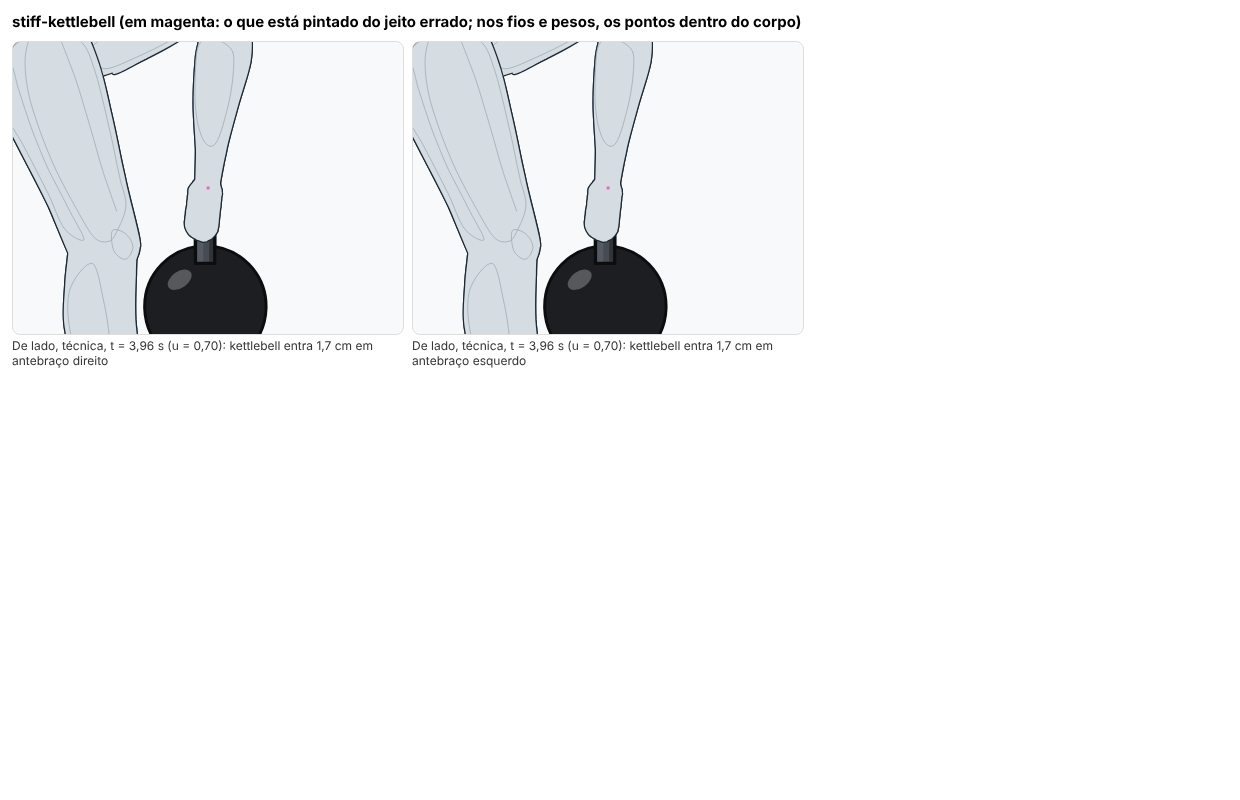 stiff-kettlebell (em magenta: o que está pintado do jeito errado; nos fios e pesos, os pontos dentro do corpo)
De lado, técnica, t = 3,96 s (u = 0,70): kettlebell entra 1,7 cm em
antebraço direito
De lado, técnica, t = 3,96 s (u = 0,70): kettlebell entra 1,7 cm em
antebraço esquerdo